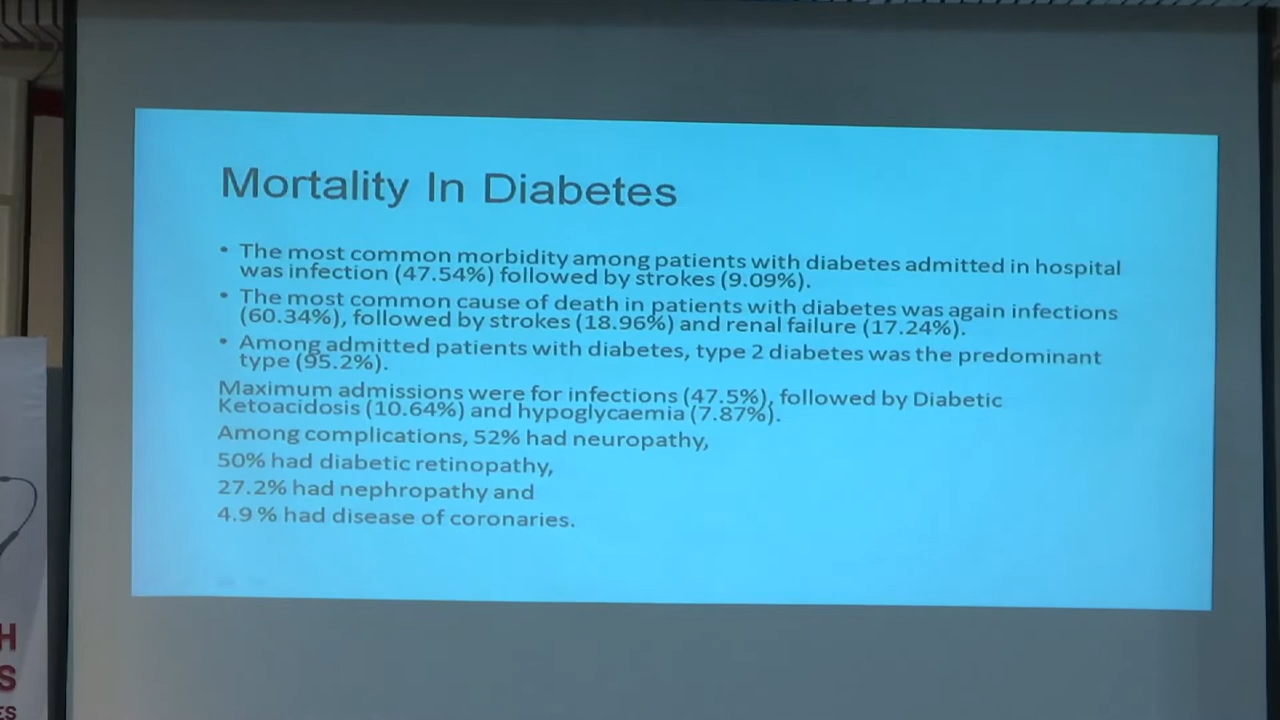 Mortality In Diabetes
• The most common morbidity among patients with diabetes admitted in hospital
was infection (47.54%) followed by strokes (9.09%).
• The most common cause of death in patients with diabetes was again infections
(60.34%), followed by strokes (18.96%) and renal failure (17.24%).
• Among admitted patients with diabetes, type 2 diabetes was the predominant
type (95.2%).
Maximum admissions were for infections (47.5%), followed by Diabetic
Ketoacidosis (10.64%) and hypoglycaemia (7.87%).
Among complications, 52% had neuropathy,
50% had diabetic retinopathy,
27.2% had nephropathy and
4.9 % had disease of coronaries.
H
S
ES